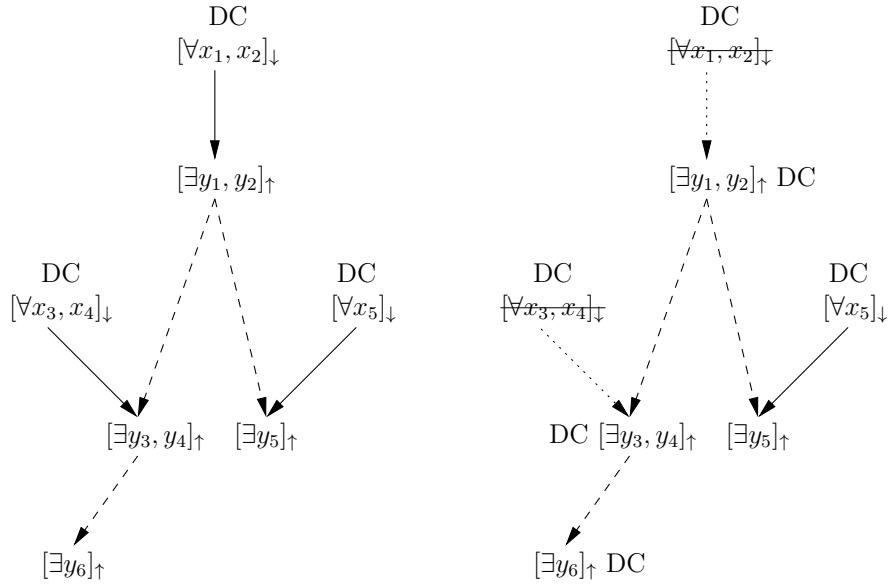 DC
[∀x₁, x₂]↓
[∃y₁, y₂]↑
DC
[∀x₃, x₄]↓
DC
[∀x₅]↓
[∃y₃, y₄]↑
[∃y₅]↑
[∃y₆]↑
DC
[∀x₁, x₂]↓
[∃y₁, y₂]↑ DC
DC
[∀x₃, x₄]↓
DC
[∀x₅]↓
DC [∃y₃, y₄]↑
[∃y₅]↑
[∃y₆]↑ DC